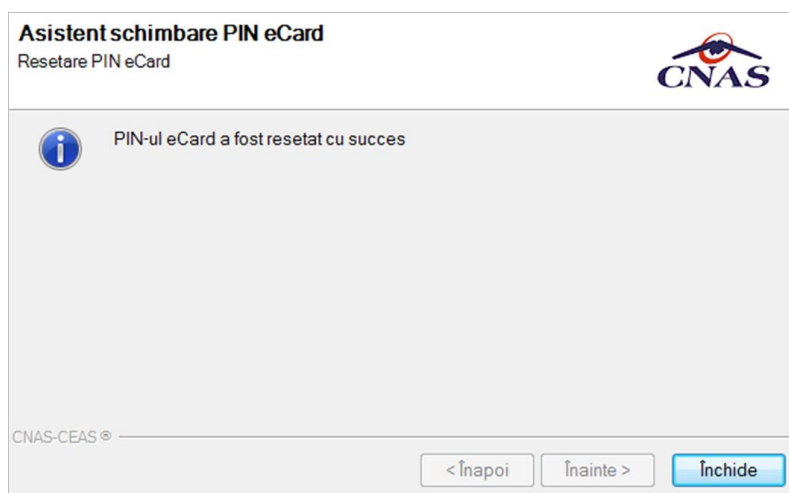 Asistent schimbare PIN eCard
Resetare PIN eCard
CNAS
PIN-ul eCard a fost resetat cu succes
CNAS-CEAS ®
< Înapoi
Înainte >
Închide